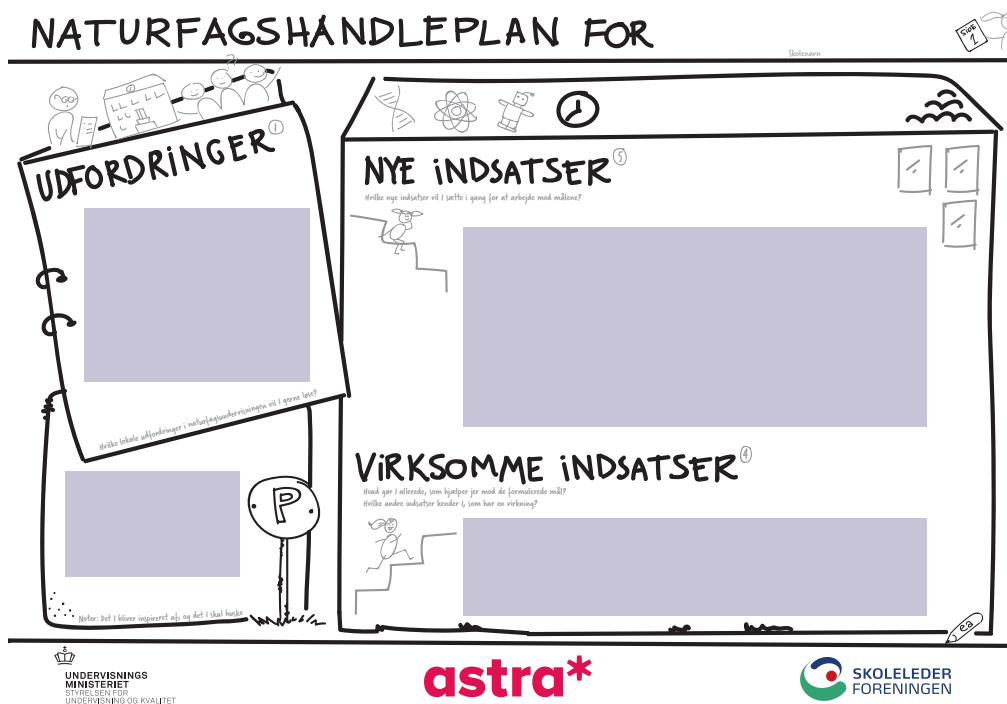 NATURFAGSHANDLEPLAN FOR
Skolenavn
SIDE 1
UDFORDRINGER 1
Hvilke lokale udfordringer i naturfagsundervisningen vil I gerne løse?
P
Noter: Det I bliver inspireret af, og det I skal huske
NYE INDSATSER 5
Hvilke nye indsatser vil I sætte i gang for at arbejde mod målene?
VIRKSOMME INDSATSER 4
Hvad gør I allerede, som hjælper jer mod de formulerede mål?
Hvilke andre indsatser kender I, som har en virkning?
ea
UNDERVISNINGS
MINISTERIET
STYRELSEN FOR
UNDERVISNING OG KVALITET
astra*
SKOLELEDER
FORENINGEN